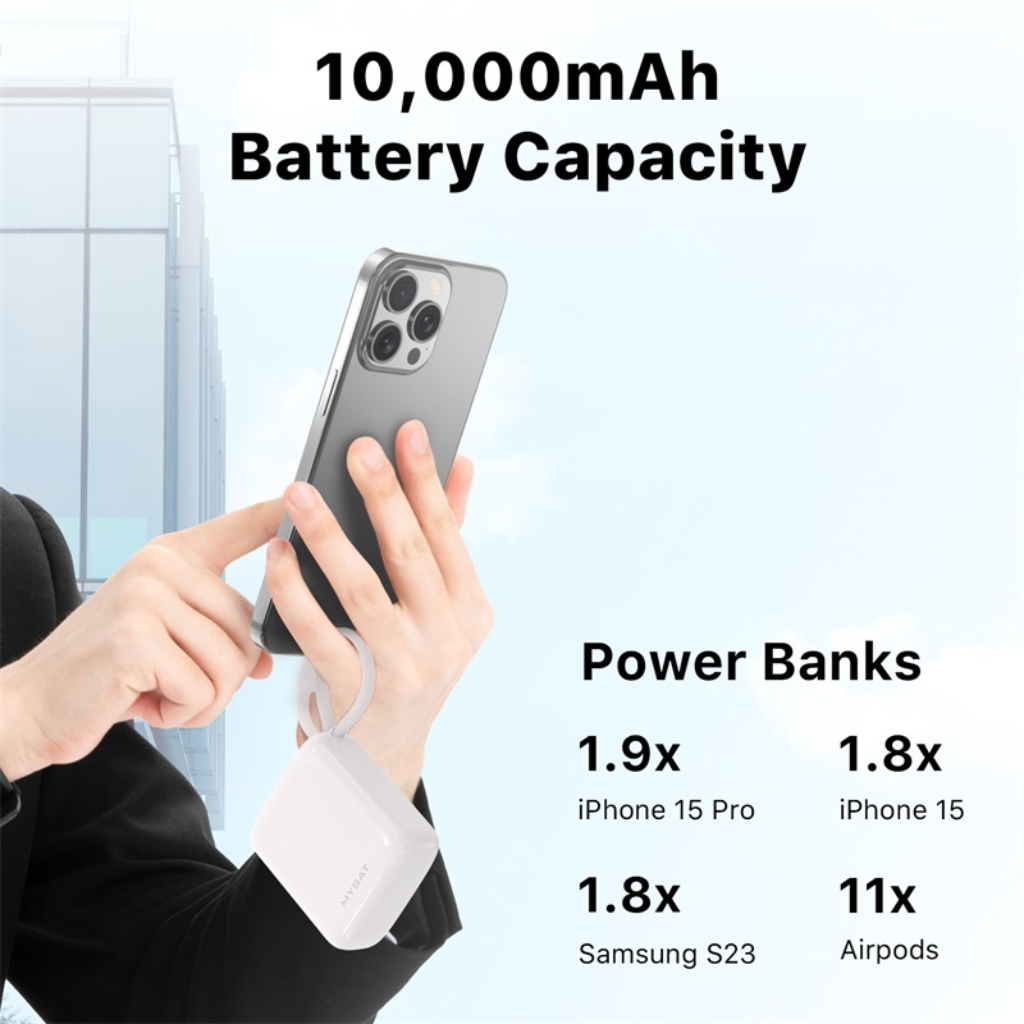 10,000mAh
Battery Capacity
MYBAT
Power Banks
1.9x
iPhone 15 Pro
1.8x
iPhone 15
1.8x
Samsung S23
11x
Airpods